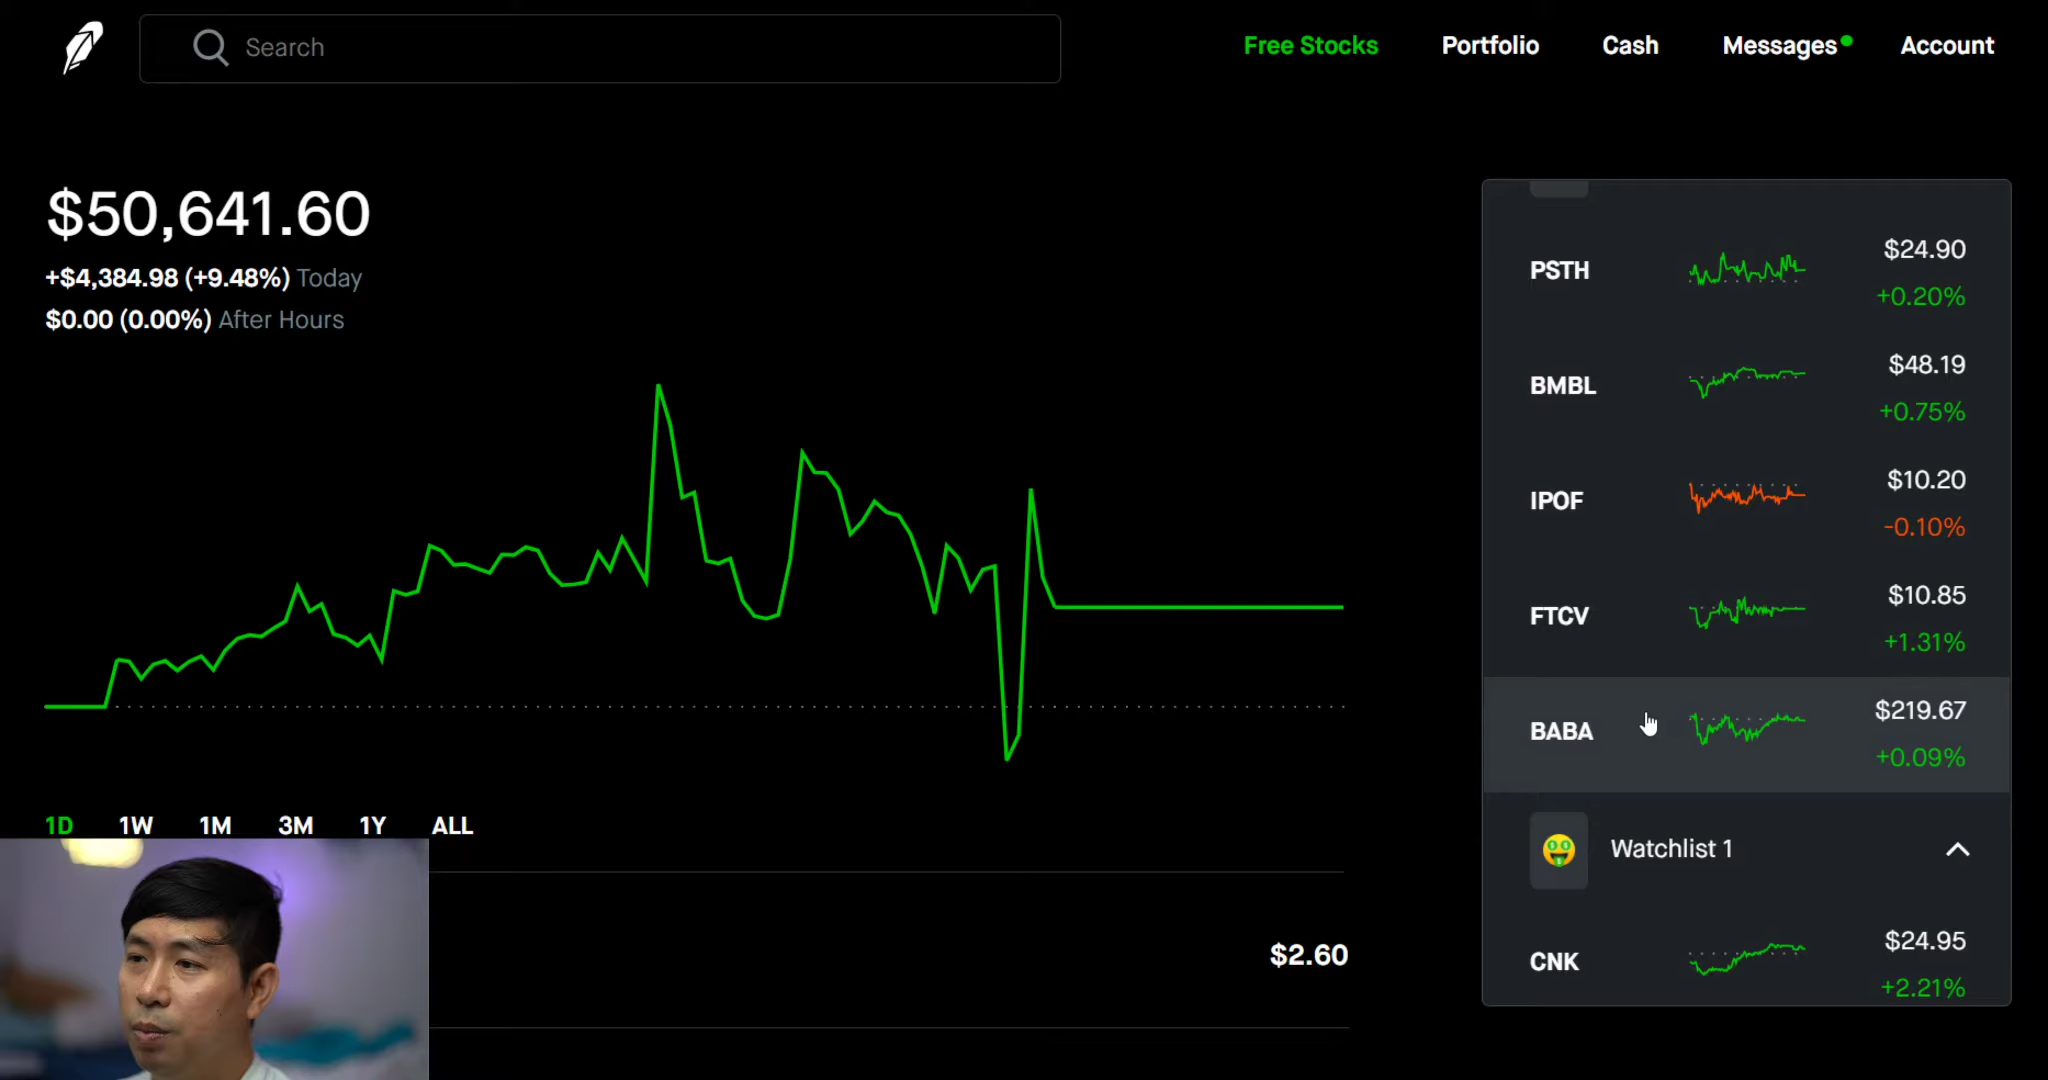 Search
Free Stocks
Portfolio
Cash
Messages
Account
$50,641.60
+$4,384.98 (+9.48%) Today
$0.00 (0.00%) After Hours
1D
1W
1M
3M
1Y
ALL
$2.60
PSTH
$24.90
+0.20%
BMBL
$48.19
+0.75%
IPOF
$10.20
-0.10%
FTCV
$10.85
+1.31%
BABA
$219.67
+0.09%
Watchlist 1
CNK
$24.95
+2.21%